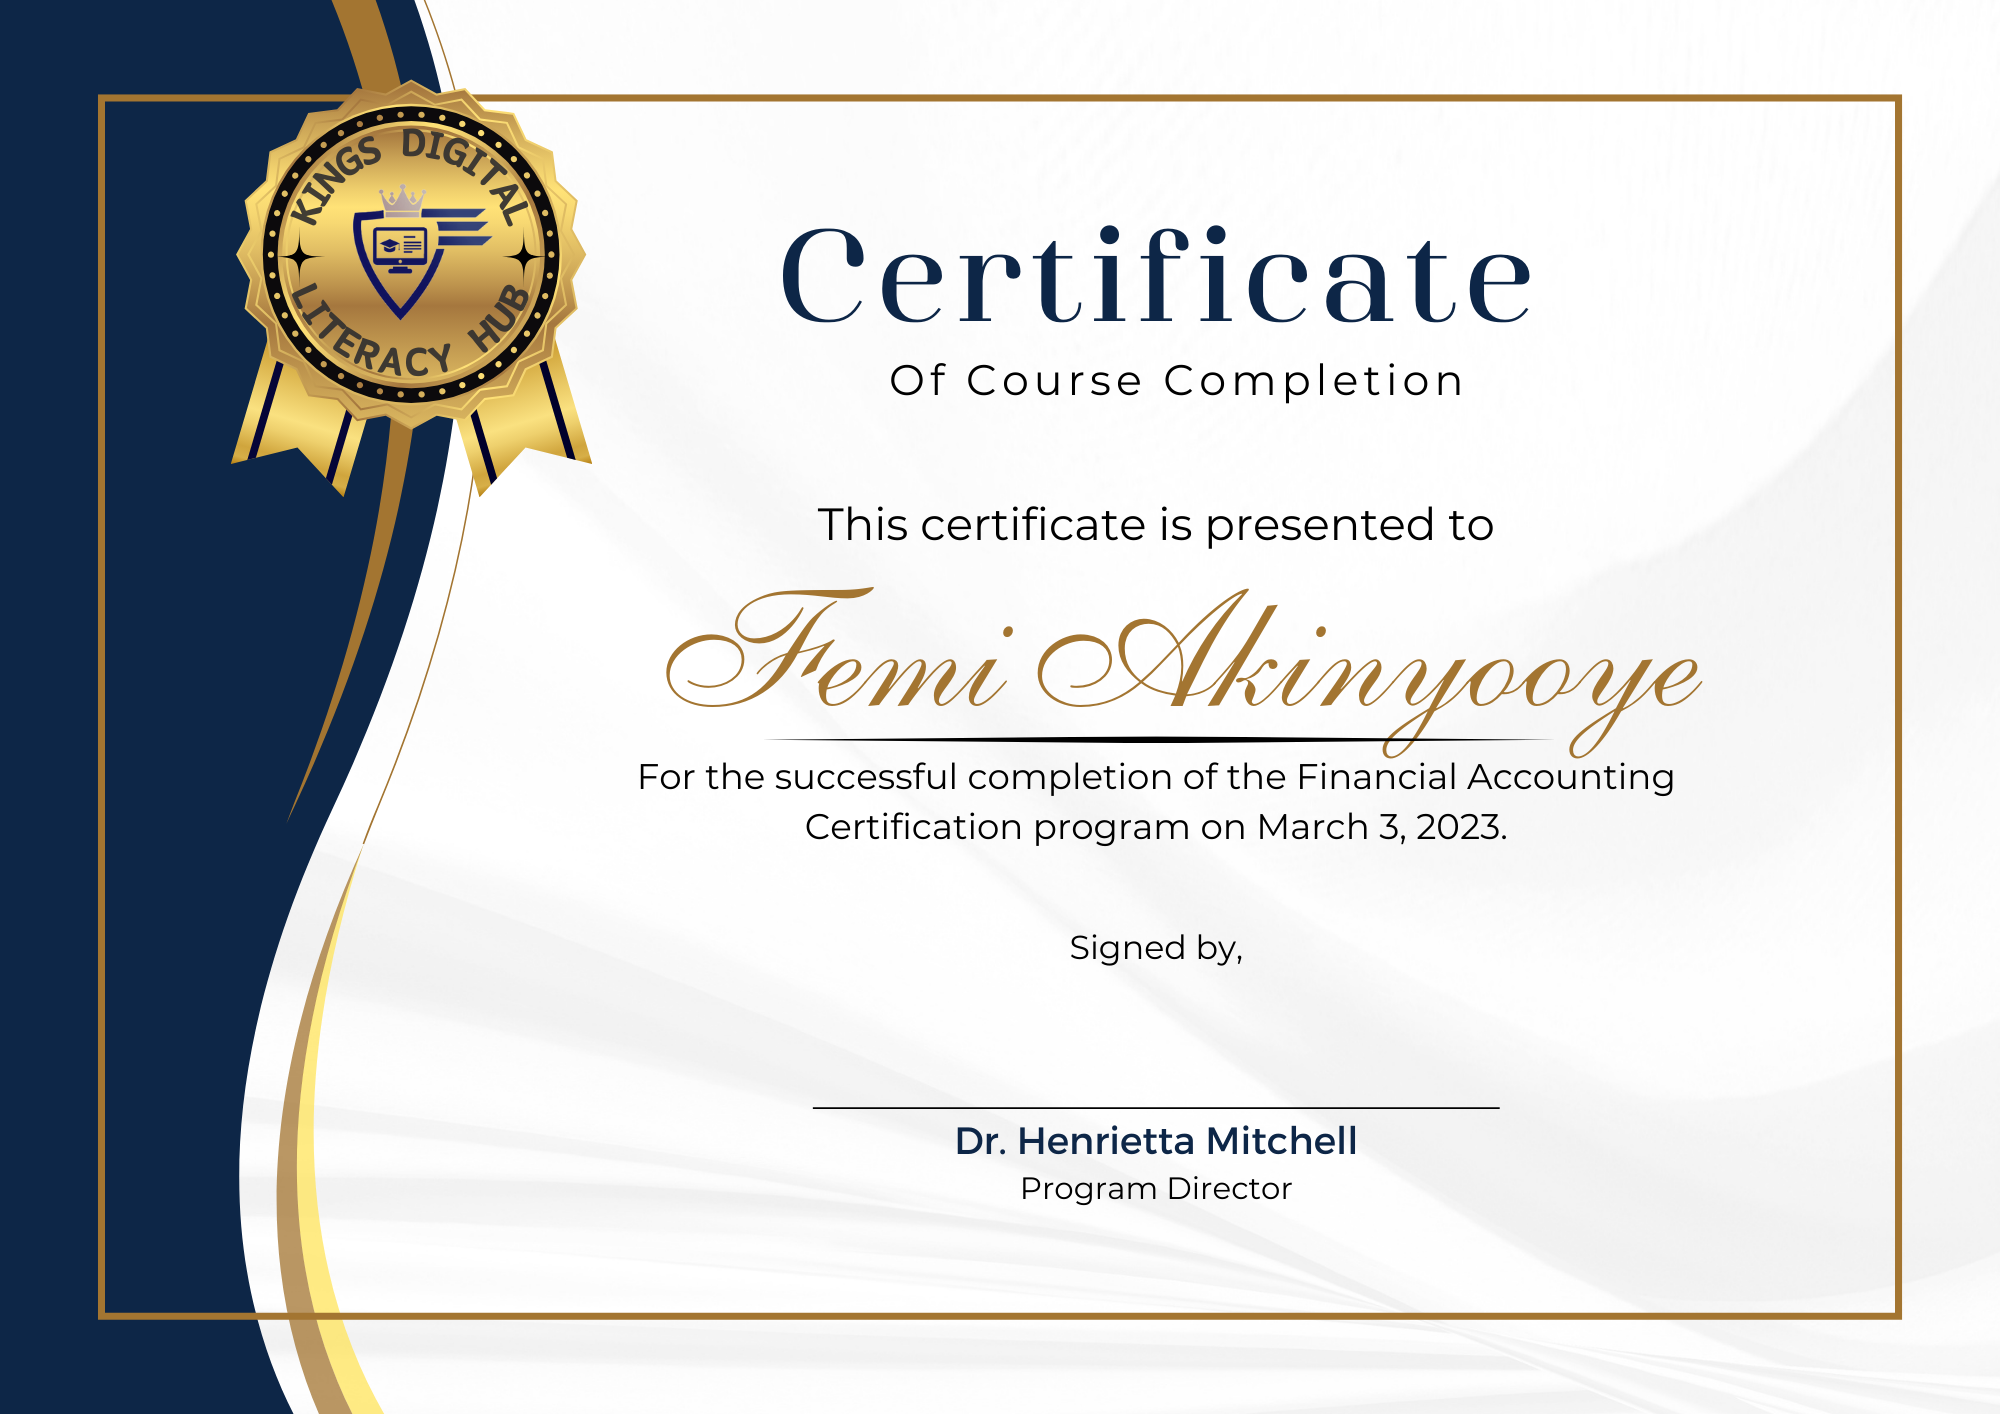 KINGS DIGITAL
LITERACY HUB
Certificate
Of Course Completion
This certificate is presented to
Femi Akinyooye
For the successful completion of the Financial Accounting
Certification program on March 3, 2023.
Signed by,
Dr. Henrietta Mitchell
Program Director